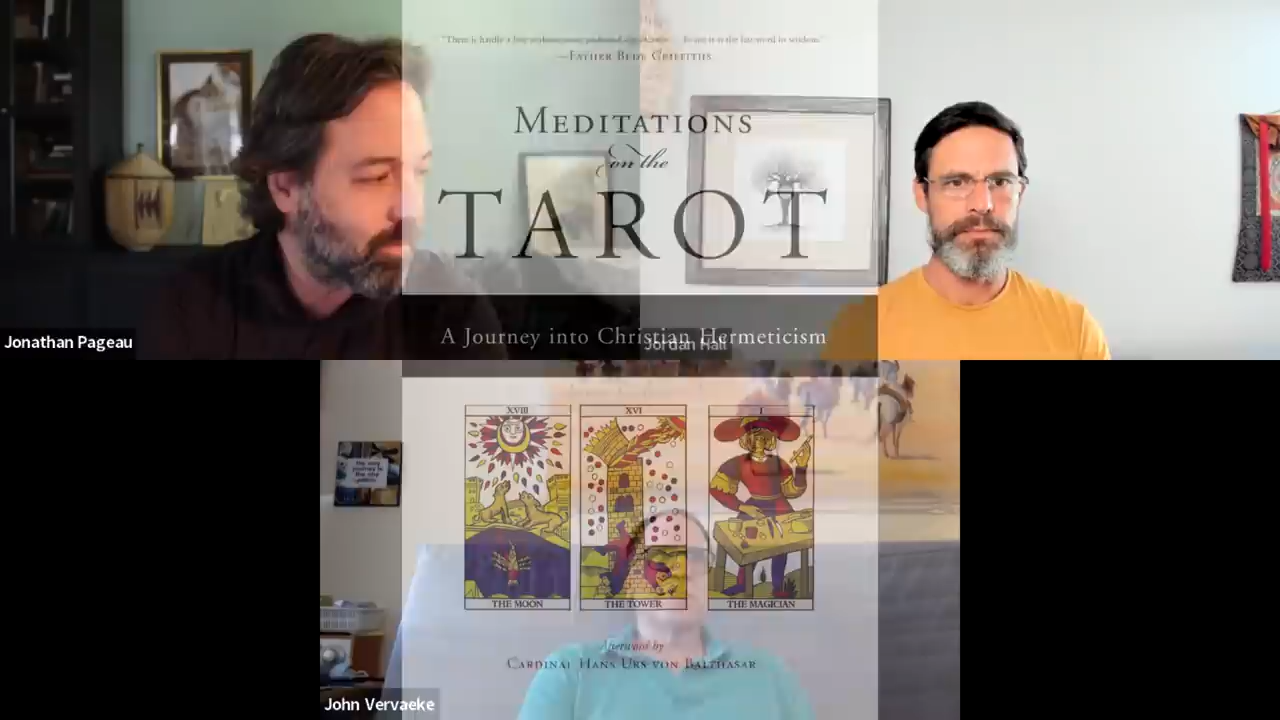 —Father Bede Griffiths
Meditations
on the
TAROT
A Journey into Christian Hermeticism
Jonathan Pageau
Jordan Hall
XVIII
XVI
I
THE MOON
THE TOWER
THE MAGICIAN
Afterword by
Cardinal Hans Urs von Balthasar
John Vervaeke